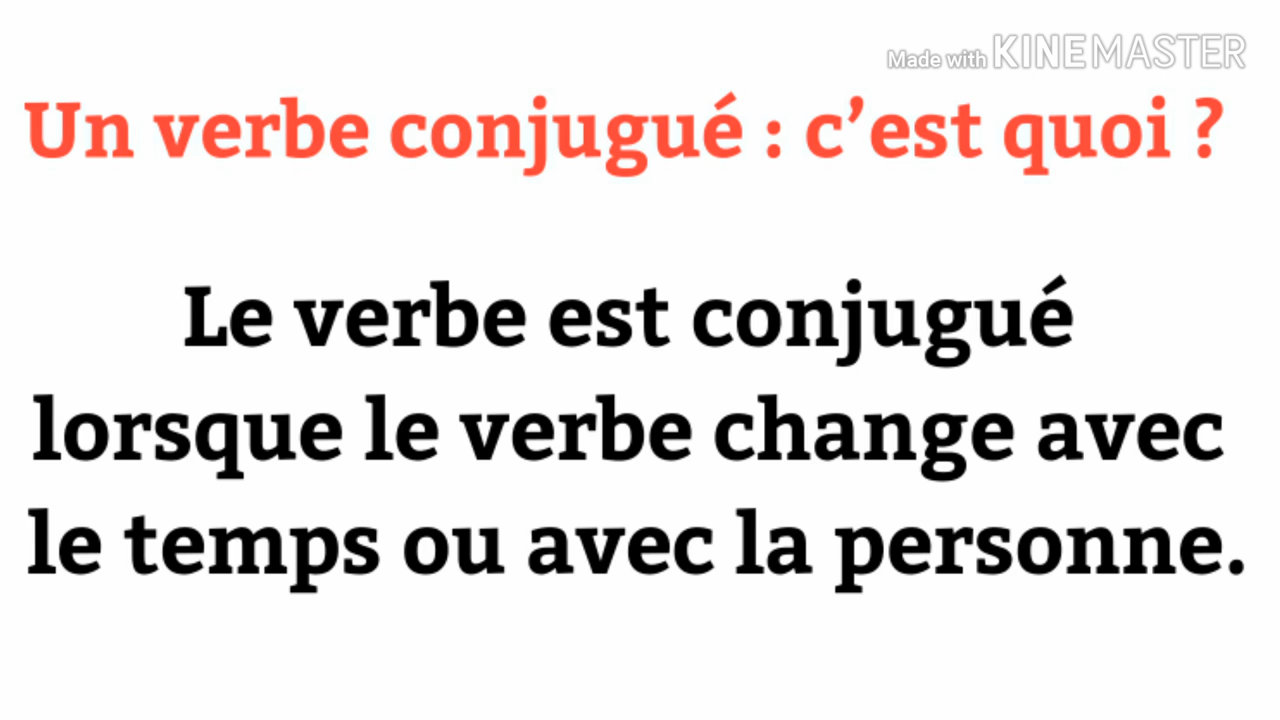 Made with KINEMASTER
Un verbe conjugué : c’est quoi ?
Le verbe est conjugué
lorsque le verbe change avec
le temps ou avec la personne.